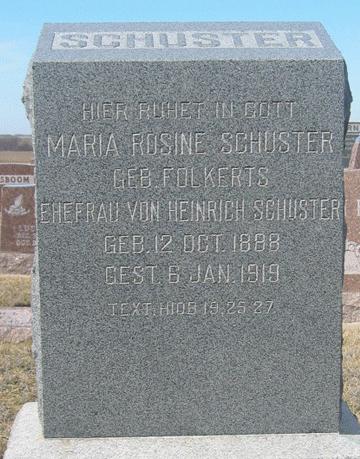 SCHUSTER
HIER RUHET IN GOTT
MARIA ROSINE SCHUSTER
GEB. FOLKERTS
EHEFRAU VON HEINRICH SCHUSTER
GEB. 12 OCT. 1888
GEST. 6 JAN. 1919
TEXT. HIOB 19, 25-27